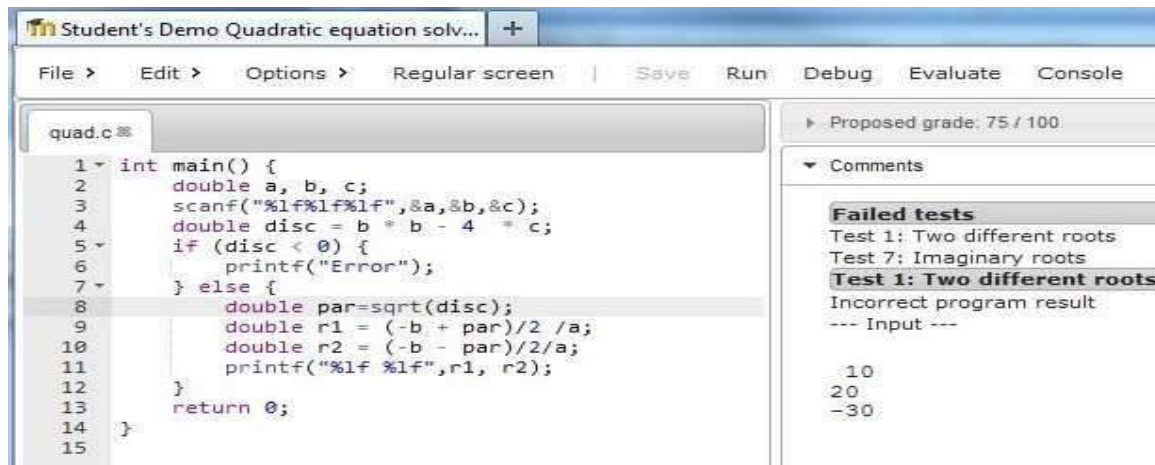 Student's Demo Quadratic equation solv... +
File > Edit > Options > Regular screen | Save Run Debug Evaluate Console
quad.c
1 int main() {
2 double a, b, c;
3 scanf("%lf%lf%lf",&a,&b,&c);
4 double disc = b * b - 4 * c;
5 if (disc < 0) {
6 printf("Error");
7 } else {
8 double par=sqrt(disc);
9 double r1 = (-b + par)/2 /a;
10 double r2 = (-b - par)/2/a;
11 printf("%lf %lf",r1, r2);
12 }
13 return 0;
14 }
15
Proposed grade: 75 / 100
Comments
Failed tests
Test 1: Two different roots
Test 7: Imaginary roots
Test 1: Two different roots
Incorrect program result
--- Input ---
10
20
-30